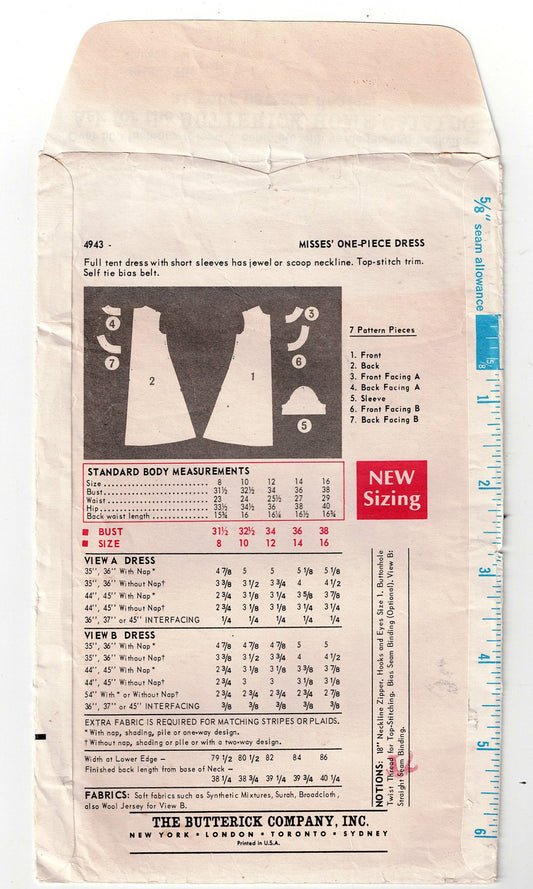 4943 -
MISSES' ONE-PIECE DRESS
Full tent dress with short sleeves has jewel or scoop neckline. Top-stitch trim.
Self tie bias belt.
4
7
2
1
3
6
5
7 Pattern Pieces
1. Front
2. Back
3. Front Facing A
4. Back Facing A
5. Sleeve
6. Front Facing B
7. Back Facing B
STANDARD BODY MEASUREMENTS
Size 8 10 12 14 16
Bust 31½ 32½ 34 36 38
Waist 23 24 25½ 27 29
Hip 33½ 34½ 36 38 40
Back waist length 15¾ 16 16¼ 16½ 16¾
NEW
Sizing
BUST 31½ 32½ 34 36 38
SIZE 8 10 12 14 16
VIEW A DRESS
35", 36" With Nap* 4 7/8 5 5 5 1/8 5 1/8
35", 36" Without Nap† 3 3/8 3 1/2 3 3/4 4 4 1/2
44", 45" With Nap* 2 3/4 3 1/8 3 1/8 3 5/8 3 7/8
44", 45" Without Nap† 2 3/4 3 1/8 3 1/8 3 1/4 3 1/4
36", 37" or 45" INTERFACING 1/4 1/4 1/4 1/4 1/4
VIEW B DRESS
35", 36" With Nap* 4 7/8 4 7/8 4 7/8 5 5
35", 36" Without Nap† 3 3/8 3 1/2 3 3/4 4 4 1/2
44", 45" With Nap* 2 3/4 3 1/8 3 1/8 3 3/8 3 7/8
44", 45" Without Nap† 2 3/4 3 3 3 1/8 3 1/8
54" With* or Without Nap† 2 3/4 2 3/4 2 3/4 2 3/4 2 7/8
36", 37" or 45" INTERFACING 1/4 1/4 1/4 1/4 1/4
EXTRA FABRIC IS REQUIRED FOR MATCHING STRIPES OR PLAIDS.
* With nap, shading, pile or one-way design.
† Without nap, shading or pile or with a two-way design.
Width at Lower Edge – 79 1/2 80 1/2 82 84 86
Finished back length from base of Neck –
38 1/4 38 3/4 39 1/4 39 3/4 40 1/4
FABRICS: Soft fabrics such as Synthetic Mixtures, Surah, Broadcloth,
also Wool Jersey for View B.
NOTIONS: 18" Neckline Zipper, Hooks and Eyes Size 1, Buttonhole
Twist Thread for Top-Stitching. Bias Seam Binding (Optional). View B:
Straight Seam Binding.
THE BUTTERICK COMPANY, INC.
NEW YORK • LONDON • TORONTO • SYDNEY
Printed in U.S.A.
5/8" seam allowance
5/8
1
2
3
4
5
6